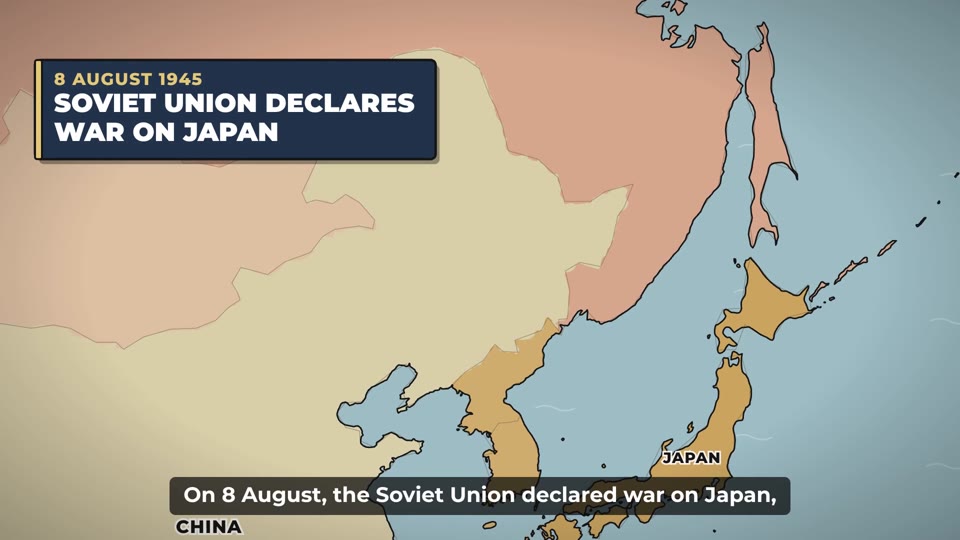 8 AUGUST 1945
SOVIET UNION DECLARES
WAR ON JAPAN
JAPAN
On 8 August, the Soviet Union declared war on Japan,
CHINA